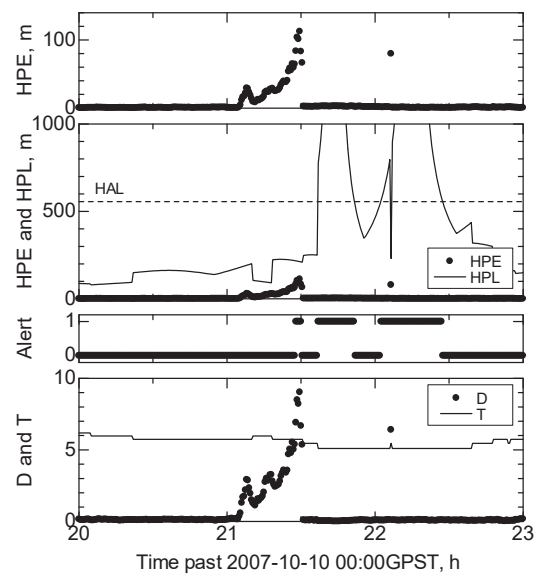 100
0
HPE, m
1000
500
0
HPE and HPL, m
HAL
HPE
HPL
1
0
Alert
10
5
0
D and T
D
T
20 21 22 23
Time past 2007-10-10 00:00GPST, h